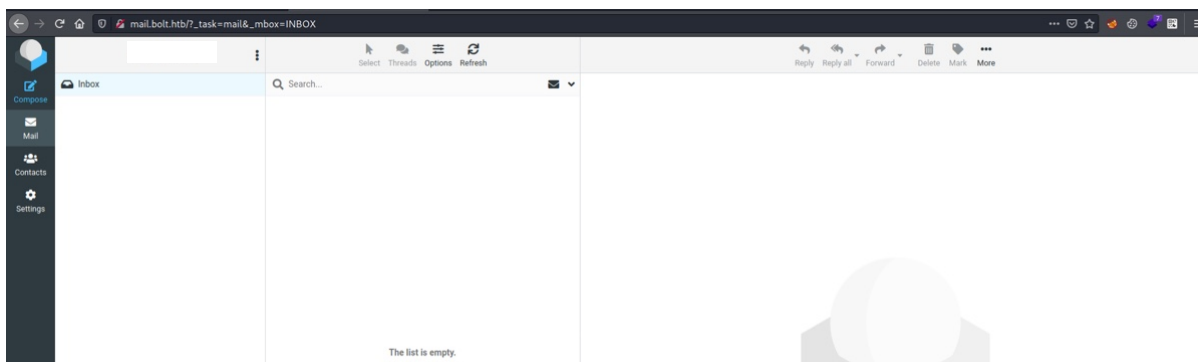 mail.bolt.htb/?_task=mail&_mbox=INBOX
Select Threads Options Refresh
Reply Reply all Forward Delete Mark More
Compose
Mail
Contacts
Settings
Inbox
Search...
The list is empty.